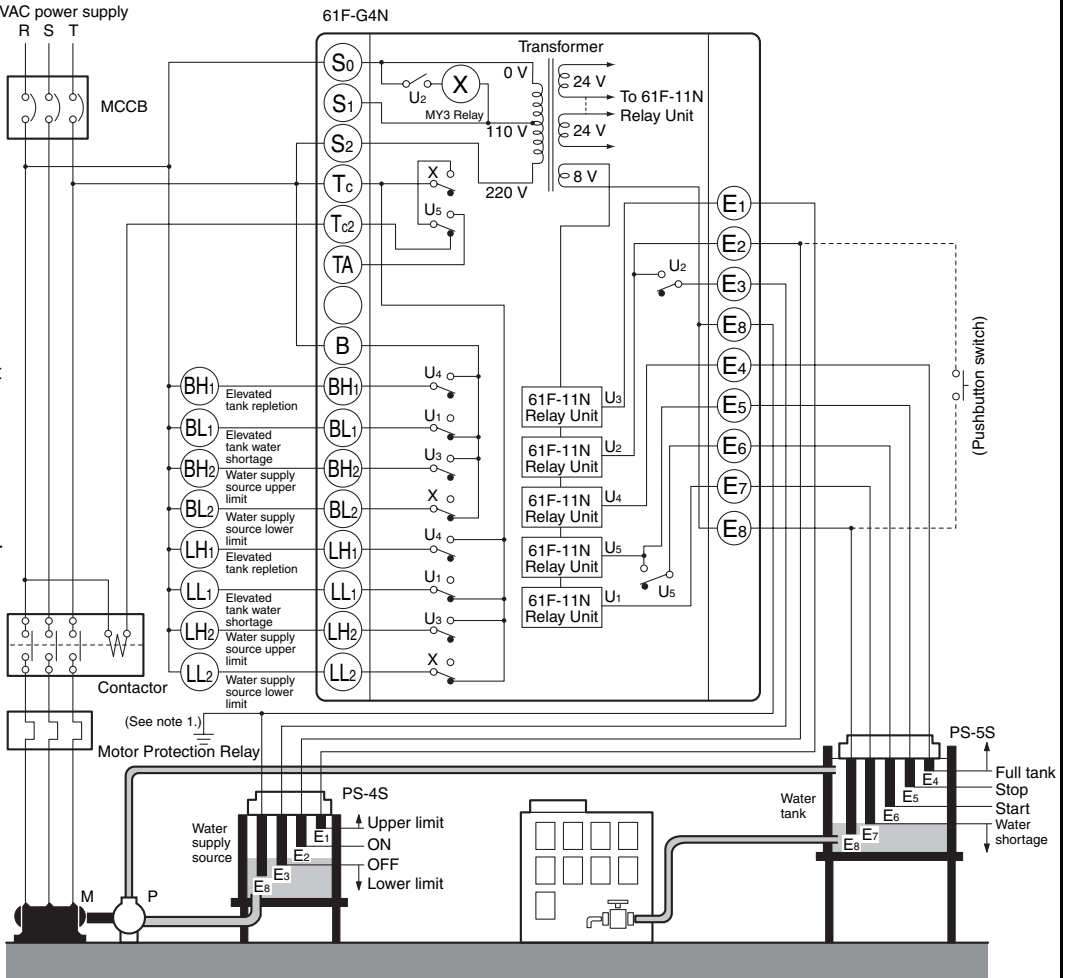 VAC power supply
R S T
61F-G4N
MCCB
S0
S1
S2
Tc
Tc2
TA
B
BH1
BL1
BH2
BL2
LH1
LL1
LH2
LL2
U2
X
MY3 Relay
Transformer
0 V
110 V
220 V
24 V
24 V
8 V
To 61F-11N
Relay Unit
X
U5
U4
U1
U3
X
U4
U1
U3
X
U2
61F-11N
Relay Unit
U3
61F-11N
Relay Unit
U2
61F-11N
Relay Unit
U4
61F-11N
Relay Unit
U5
61F-11N
Relay Unit
U1
U5
E1
E2
E3
E8
E4
E5
E6
E7
E8
(Pushbutton switch)
BH1
Elevated
tank repletion
BL1
Elevated
tank water
shortage
BH2
Water supply
source upper
limit
BL2
Water supply
source lower
limit
LH1
Elevated
tank repletion
LL1
Elevated
tank water
shortage
LH2
Water supply
source upper
limit
LL2
Water supply
source lower
limit
Contactor
(See note 1.)
Motor Protection Relay
M
P
PS-4S
Water
supply
source
E1
E2
E3
E8
Upper limit
ON
OFF
Lower limit
PS-5S
Water
tank
E4
E5
E6
E7
E8
Full tank
Stop
Start
Water
shortage